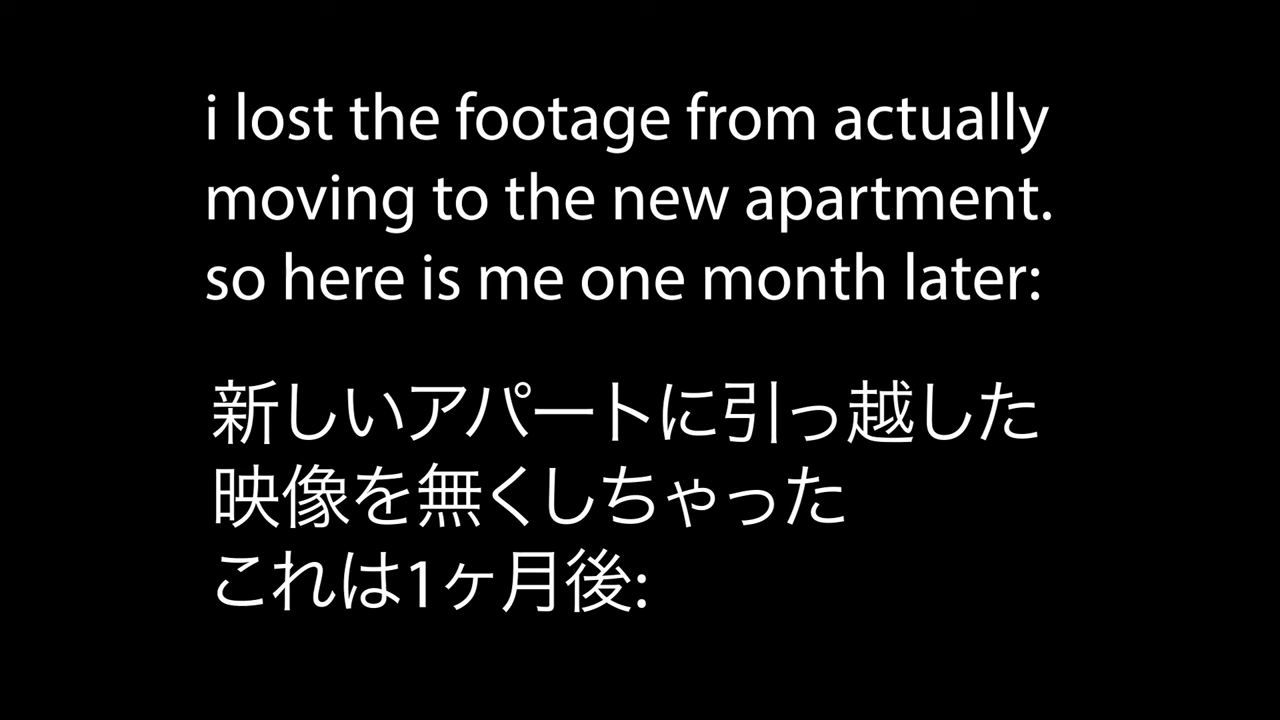 i lost the footage from actually
moving to the new apartment.
so here is me one month later:
新しいアパートに引っ越した
映像を無くしちゃった
これは1ヶ月後: